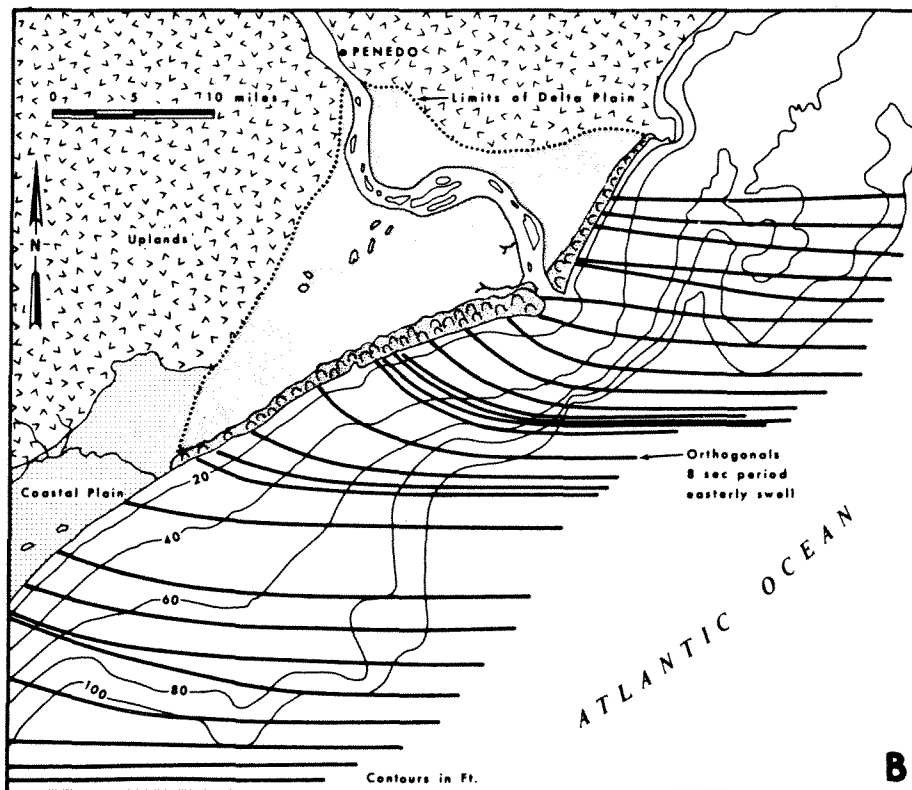 PENEDO
0 5 10 miles
Limits of Delta Plain
N
Uplands
Orthogonals
8 sec period
easterly swell
Coastal Plain
20
40
60
80
100
ATLANTIC OCEAN
Contours in Ft.
B